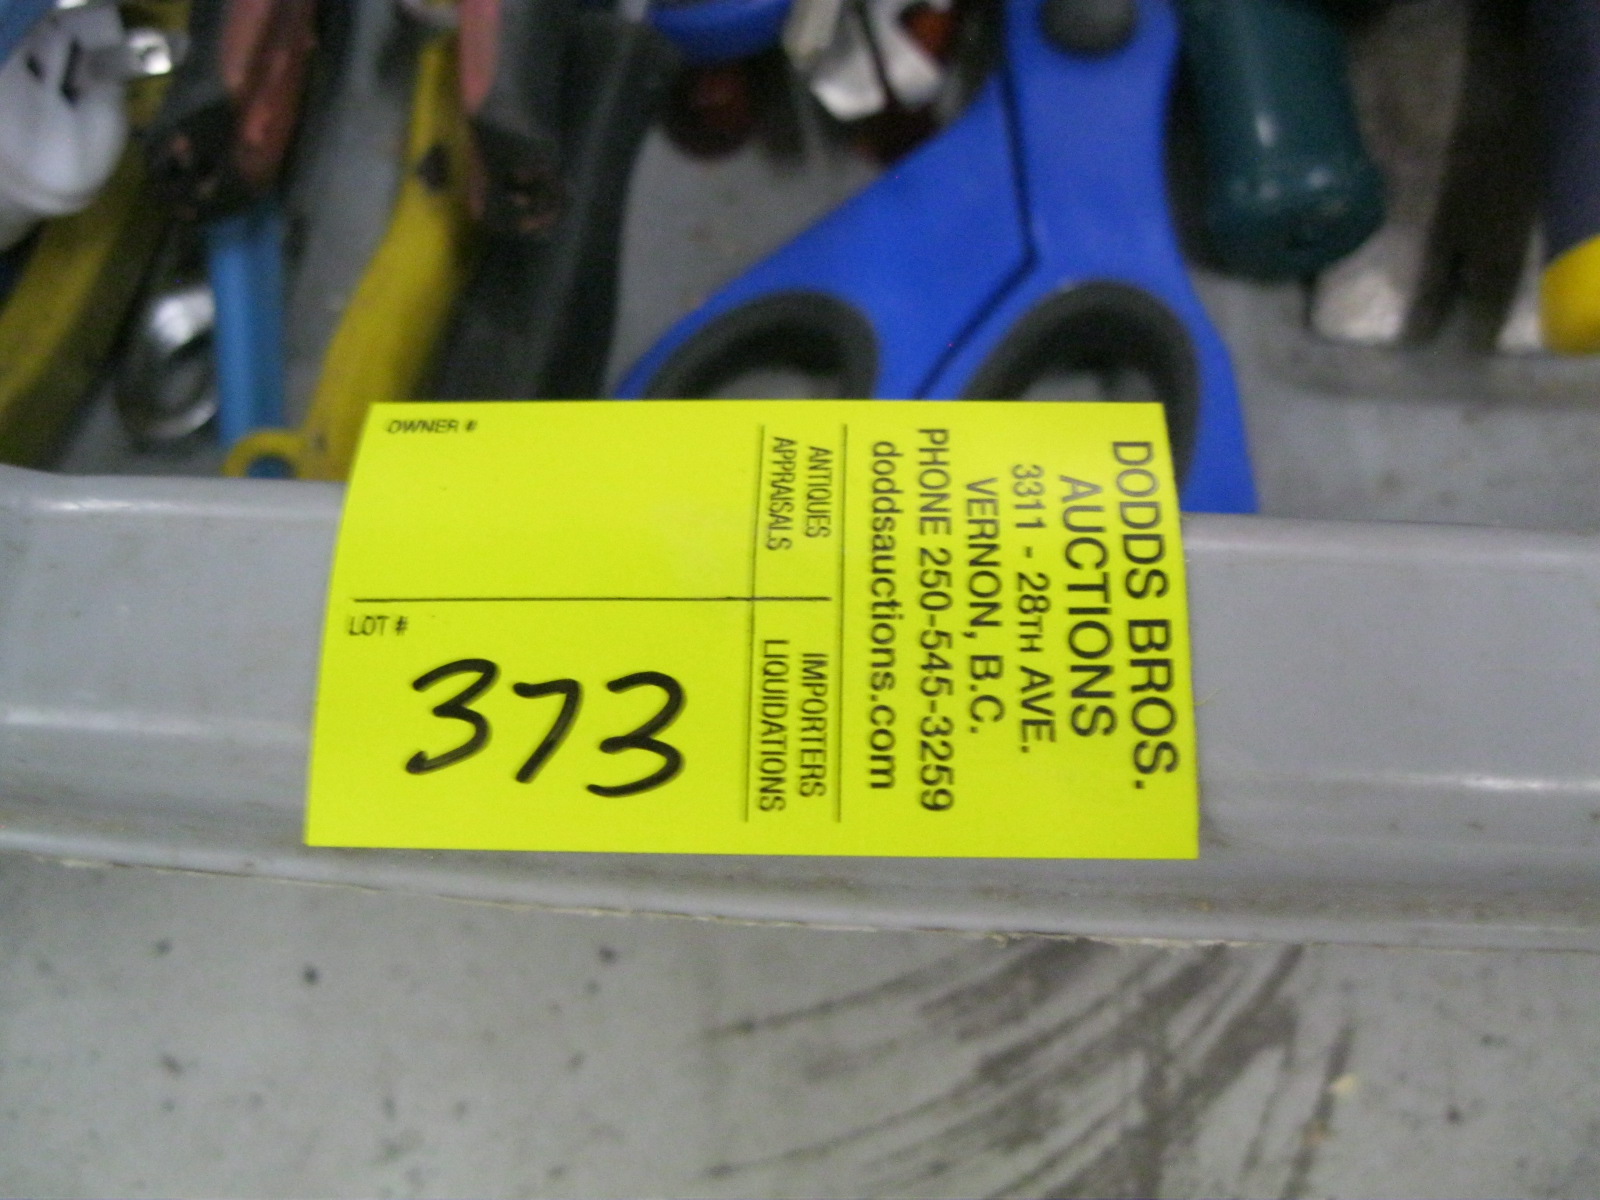 DODDS BROS.
AUCTIONS
3311 - 28TH AVE.
VERNON, B.C.
PHONE 250-545-3259
doddsauctions.com
ANTIQUES IMPORTERS
APPRAISALS LIQUIDATIONS
OWNER #
LOT #
373